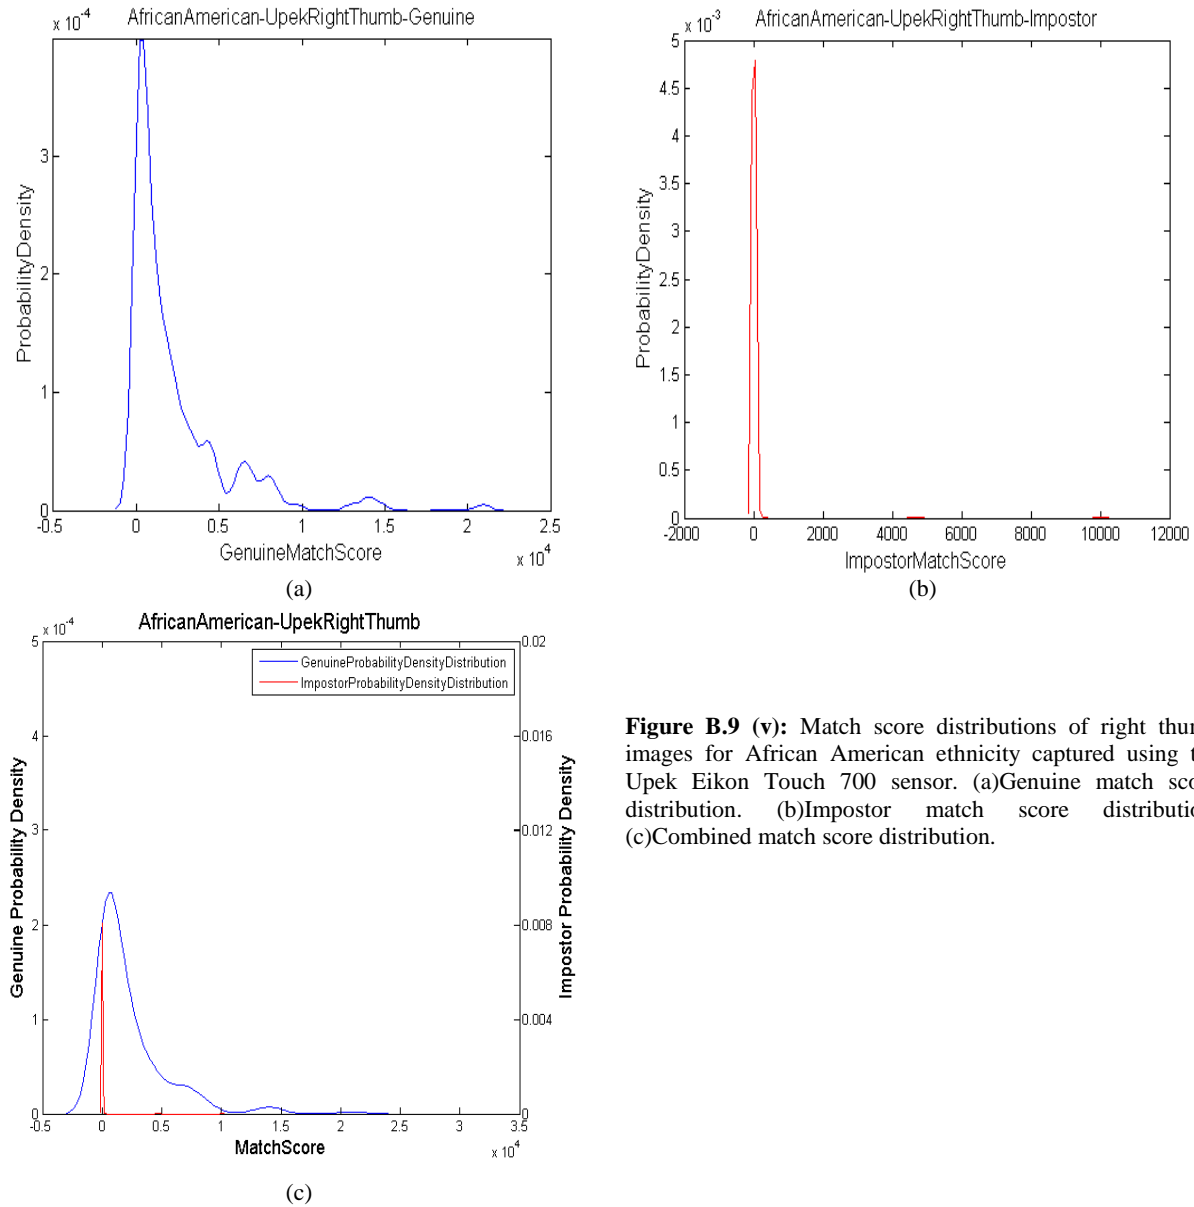 AfricanAmerican-UpekRightThumb-Genuine
x 10^-4
3
2
1
0
-0.5 0 0.5 1 1.5 2 2.5
x 10^4
ProbabilityDensity
GenuineMatchScore
(a)
AfricanAmerican-UpekRightThumb-Impostor
x 10^-3
5
4.5
4
3.5
3
2.5
2
1.5
1
0.5
0
-2000 0 2000 4000 6000 8000 10000 12000
ProbabilityDensity
ImpostorMatchScore
(b)
AfricanAmerican-UpekRightThumb
x 10^-4
5
4
3
2
1
0
0.02
0.016
0.012
0.008
0.004
0
GenuineProbabilityDensityDistribution
ImpostorProbabilityDensityDistribution
Genuine Probability Density
Impostor Probability Density
-0.5 0 0.5 1 1.5 2 2.5 3 3.5
x 10^4
MatchScore
(c)
Figure B.9 (v): Match score distributions of right
images for African American ethnicity captured using
Upek Eikon Touch 700 sensor. (a)Genuine match
distribution. (b)Impostor match score
(c)Combined match score distribution.